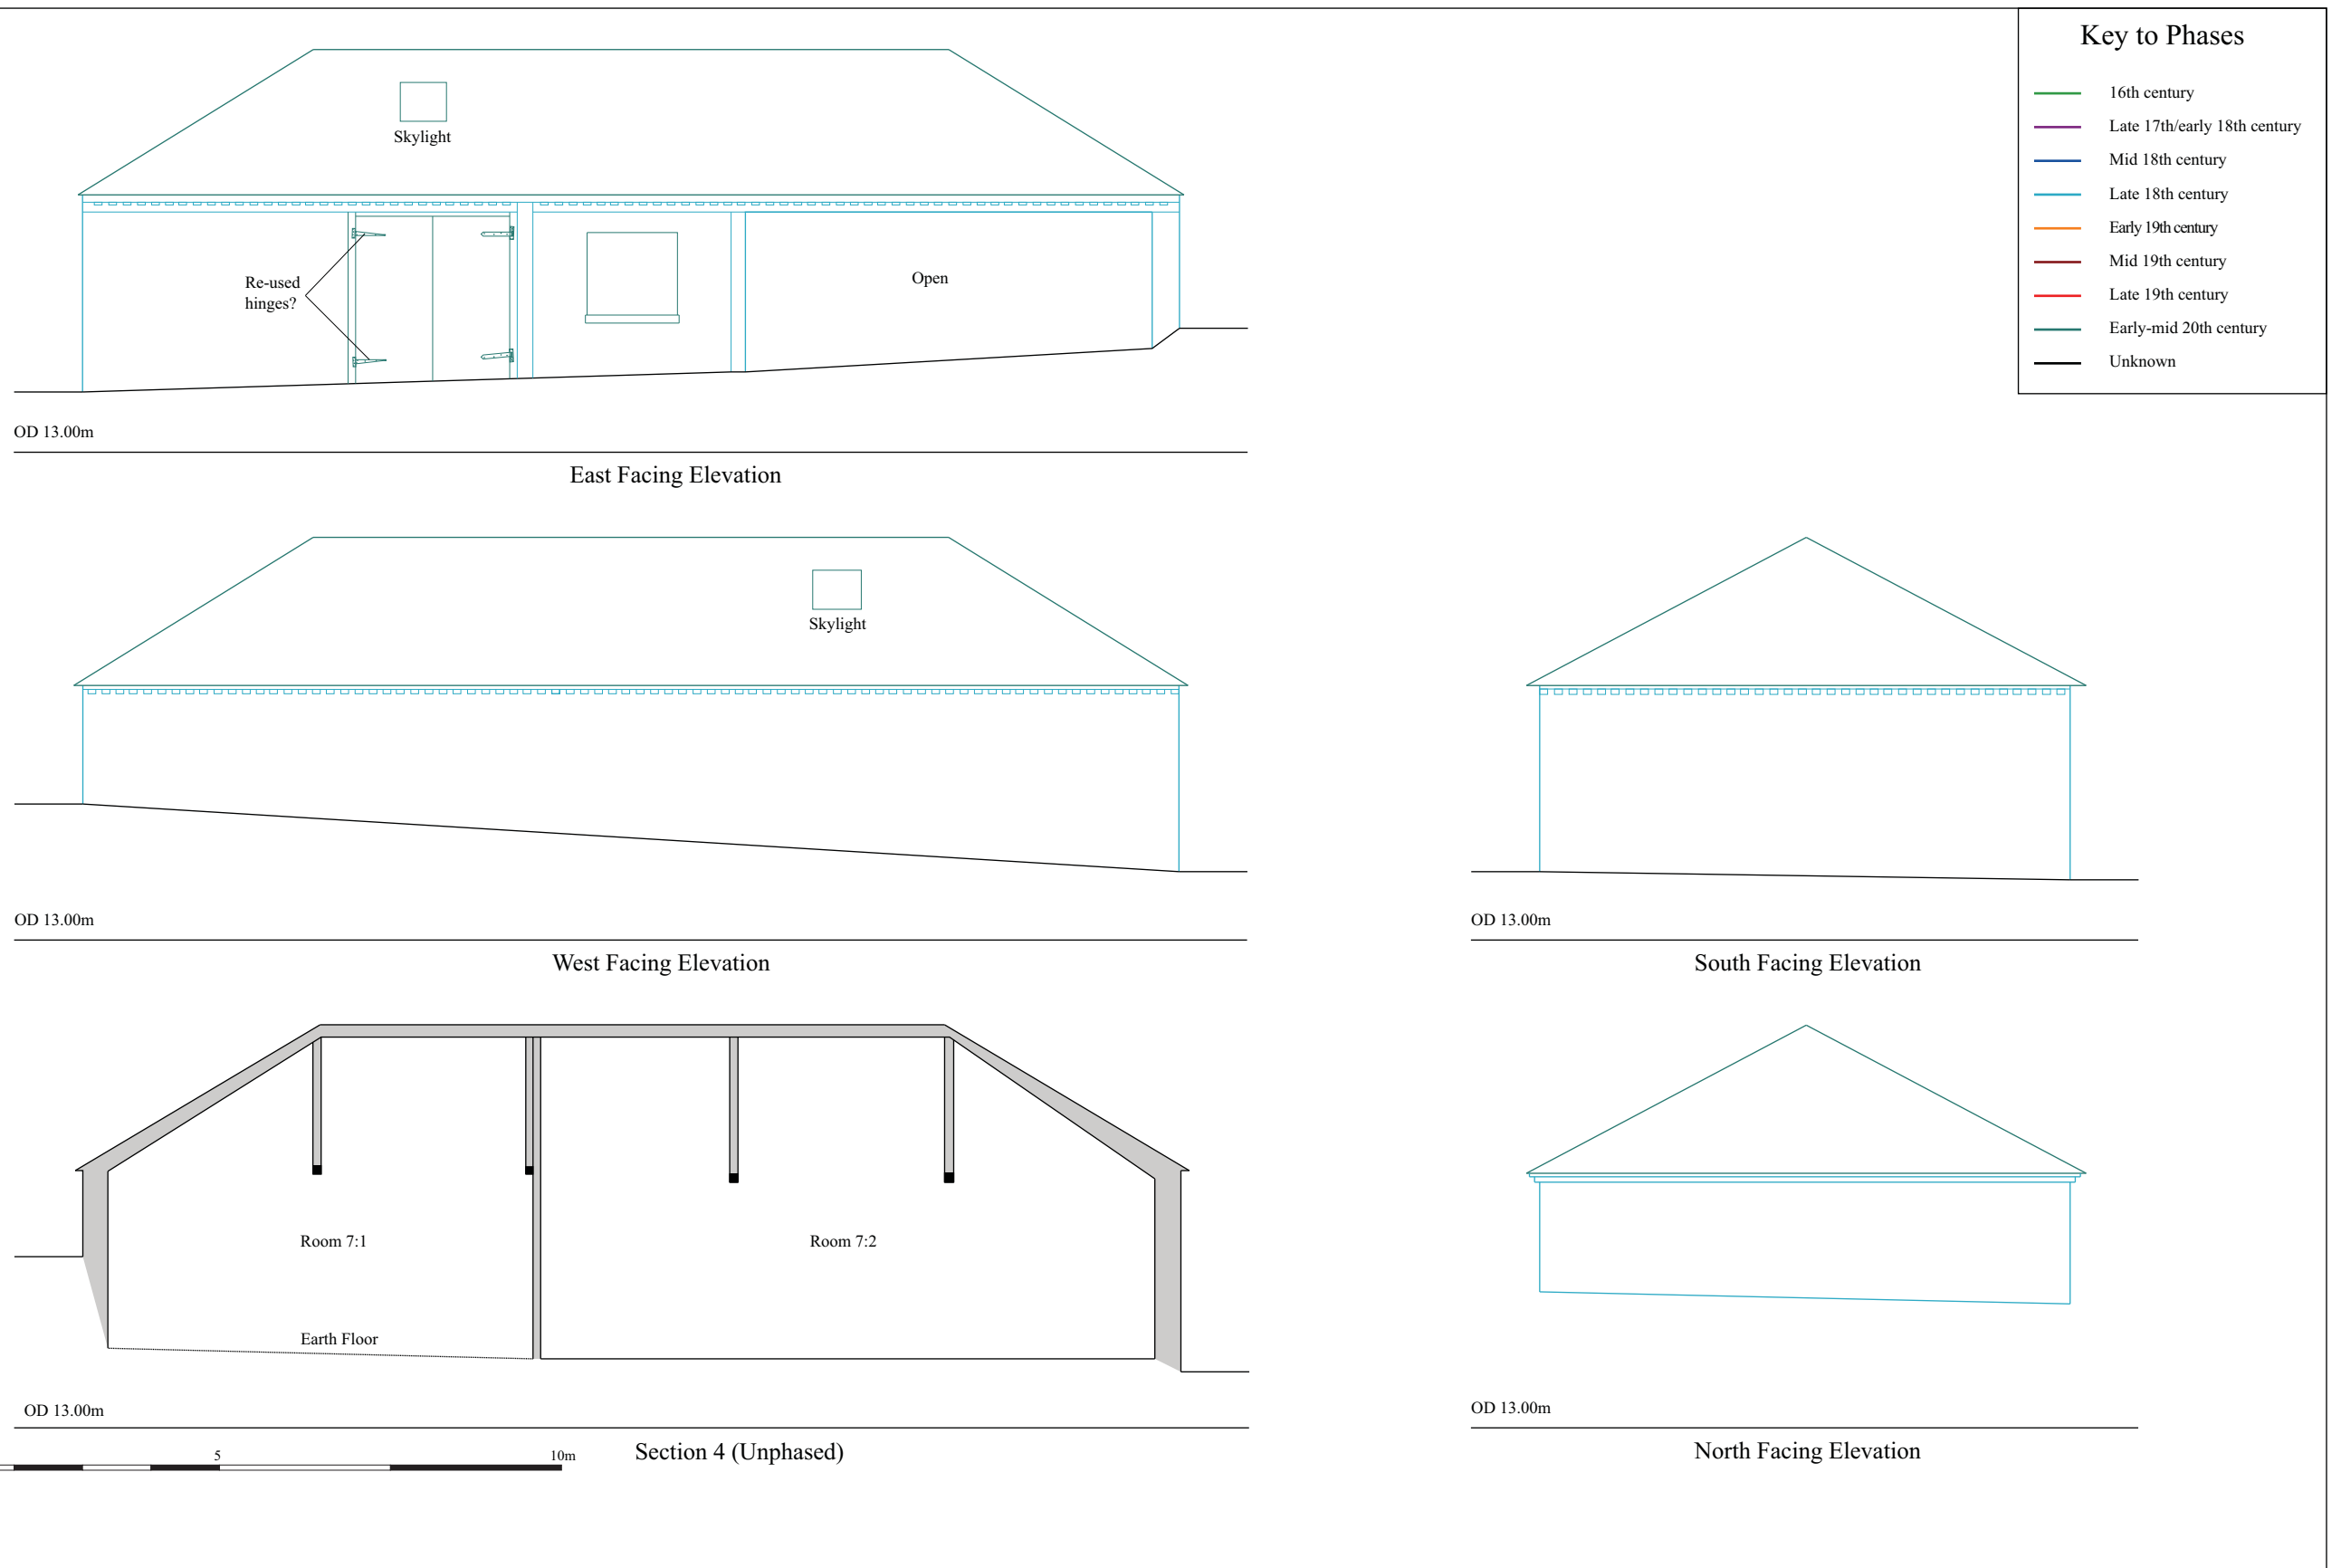 Key to Phases
16th century
Late 17th/early 18th century
Mid 18th century
Late 18th century
Early 19th century
Mid 19th century
Late 19th century
Early-mid 20th century
Unknown
Skylight
Re-used
hinges?
Open
OD 13.00m
East Facing Elevation
Skylight
OD 13.00m
West Facing Elevation
OD 13.00m
South Facing Elevation
Room 7:1
Room 7:2
Earth Floor
OD 13.00m
5
10m
Section 4 (Unphased)
OD 13.00m
North Facing Elevation